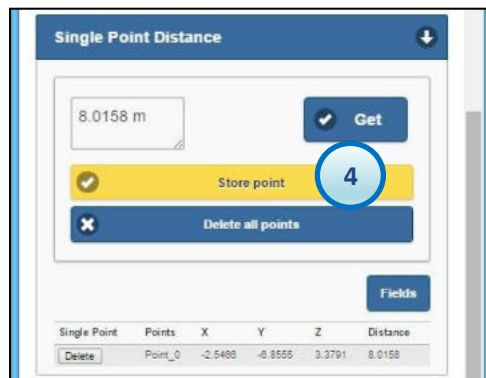 Single Point Distance
8.0158 m
Get
Store point
4
Delete all points
Fields
Single Point Points X Y Z Distance
Delete Point_0 -2.5466 -6.8555 3.3791 8.0158